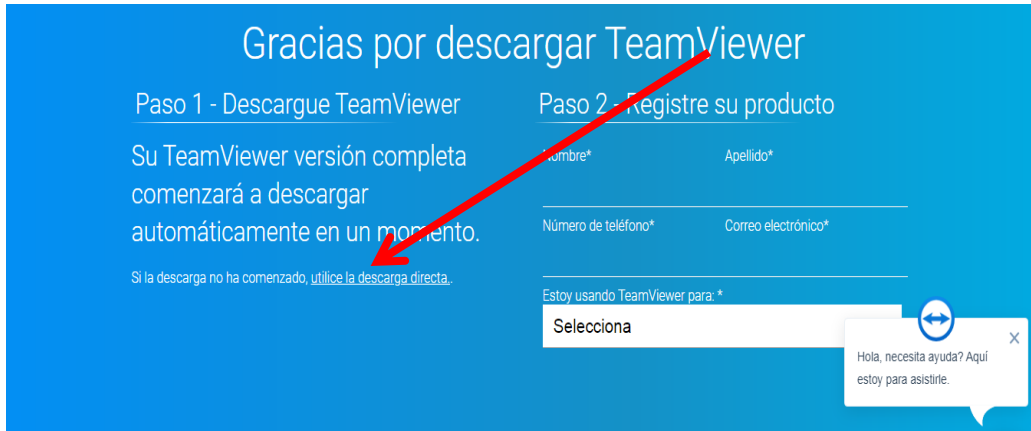 Gracias por descargar TeamViewer
Paso 1 - Descargue TeamViewer
Su TeamViewer versión completa
comenzará a descargar
automáticamente en un momento.
Si la descarga no ha comenzado, utilice la descarga directa..
Paso 2 - Registre su producto
Nombre*
Apellido*
Número de teléfono*
Correo electrónico*
Estoy usando TeamViewer para: *
Selecciona
Hola, necesita ayuda? Aquí
estoy para asistirle.